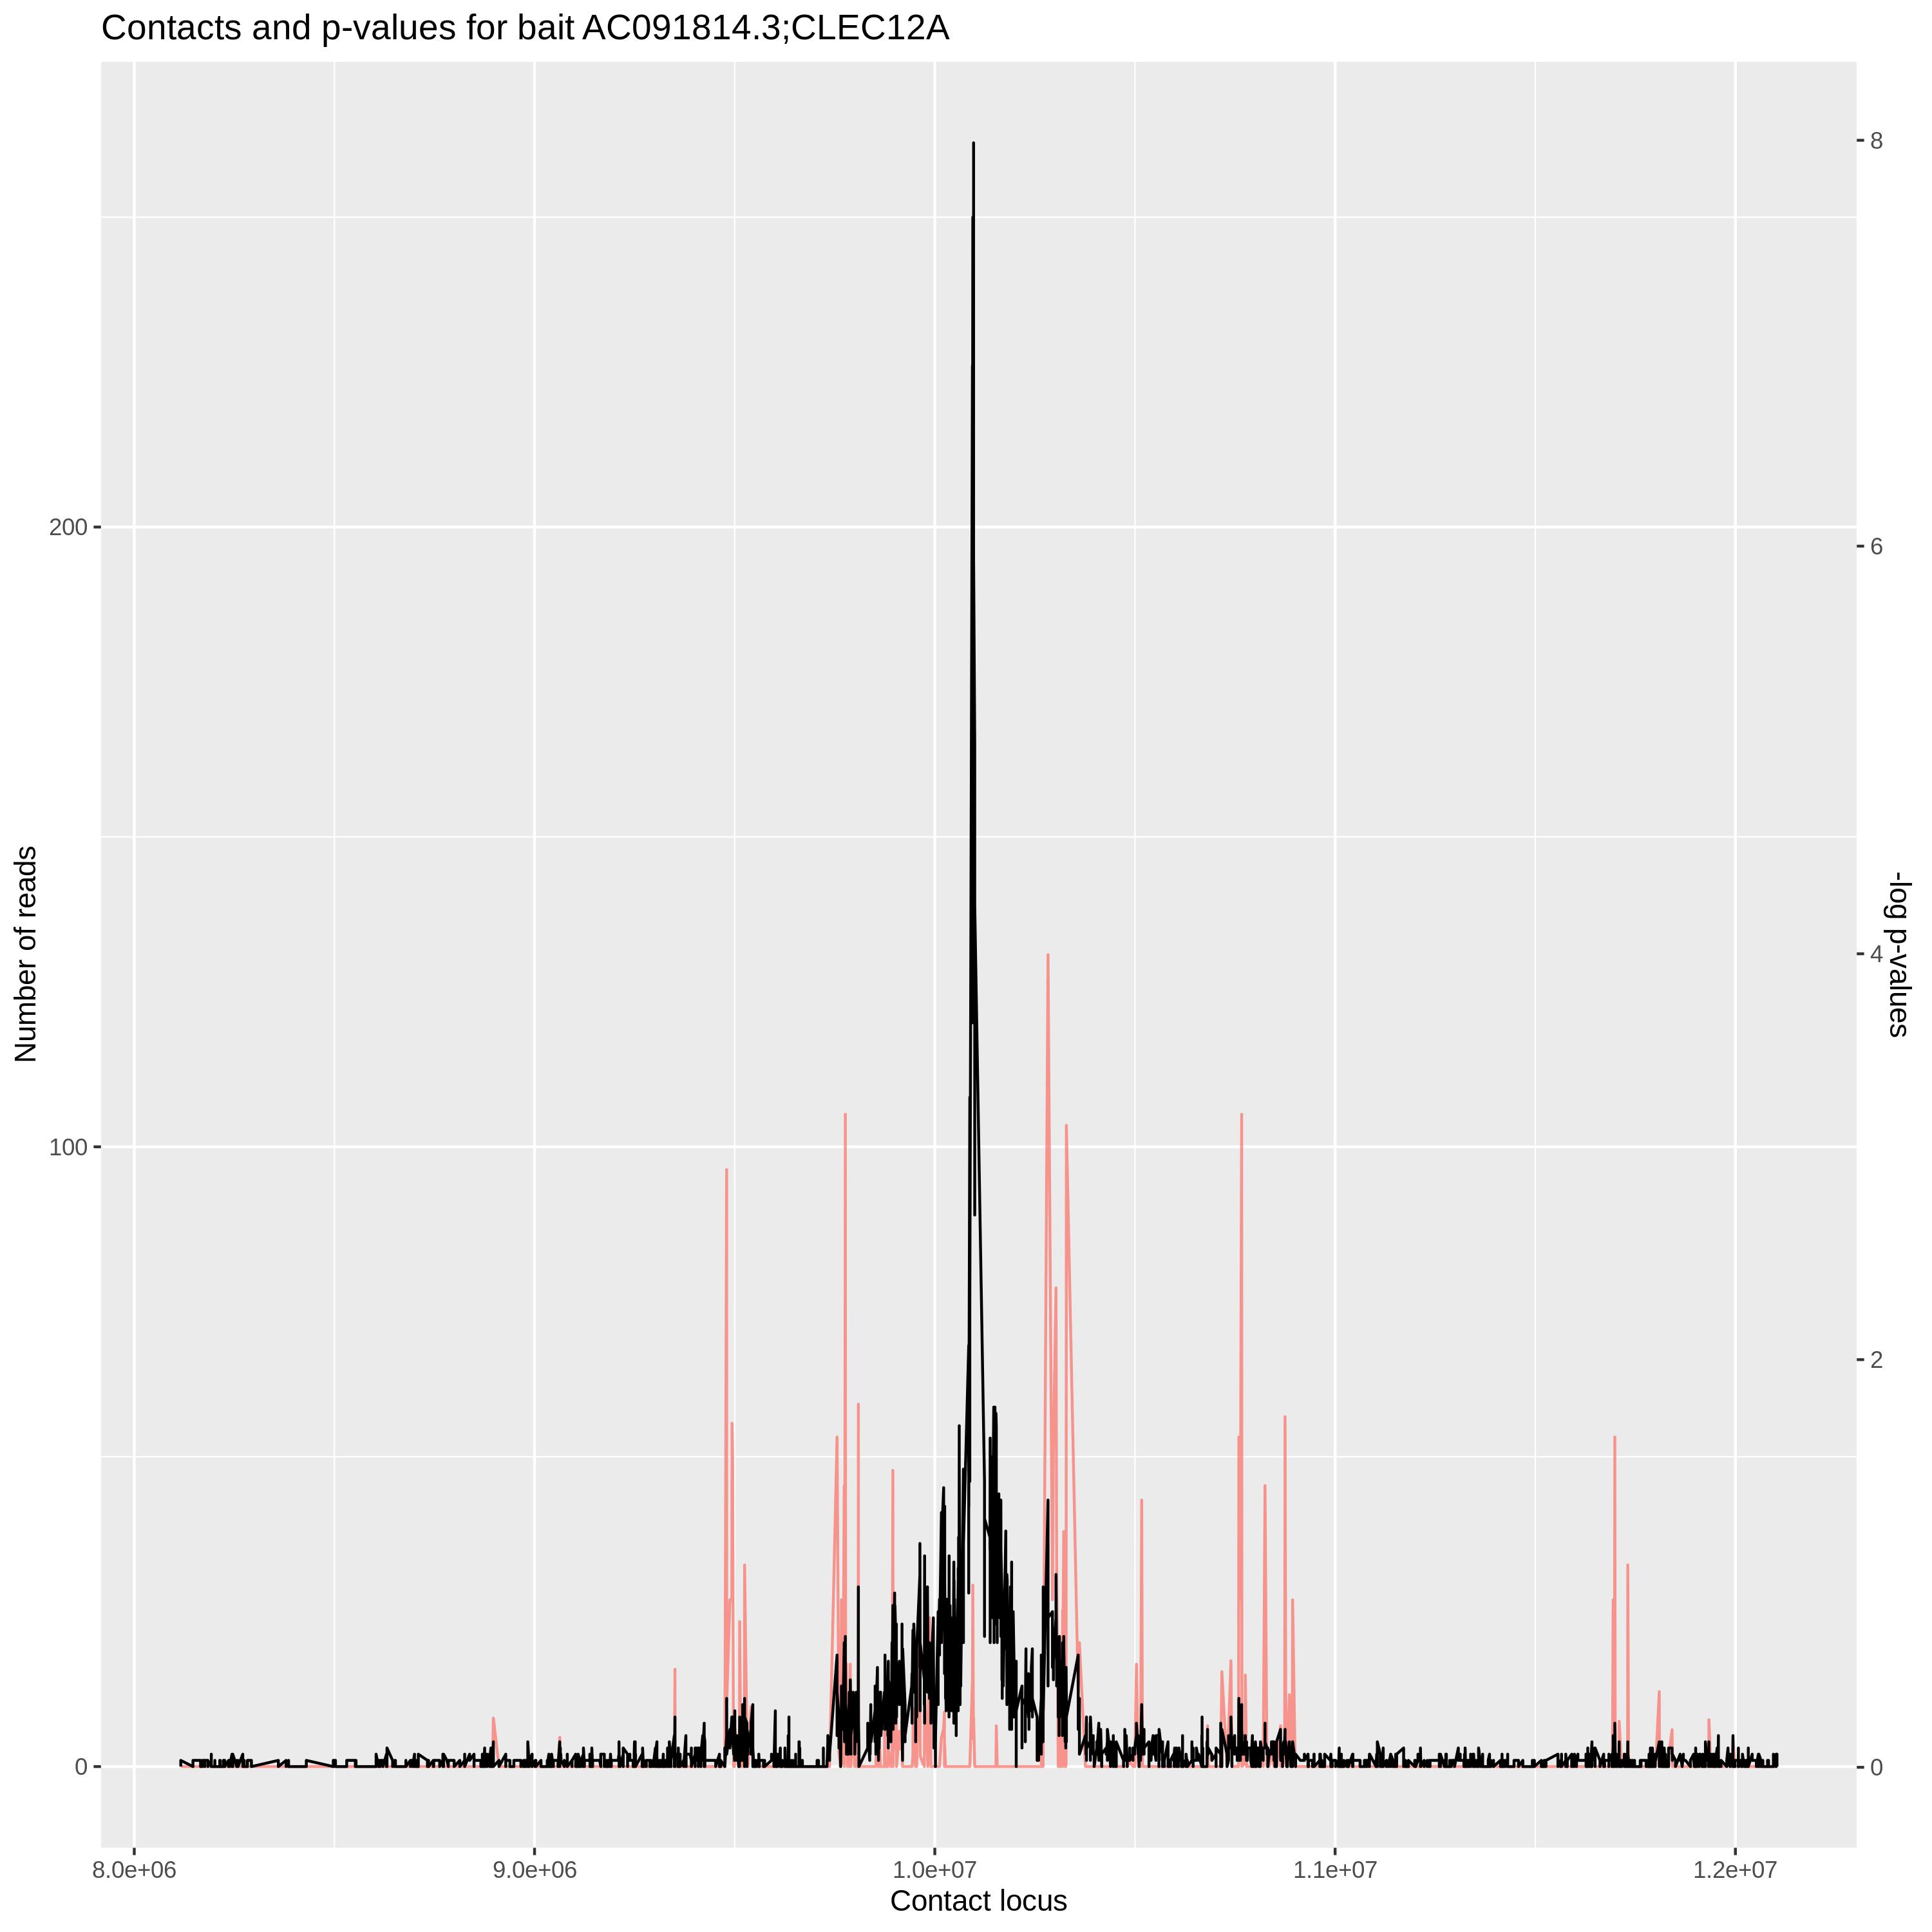 Contacts and p-values for bait AC091814.3;CLEC12A
Number of reads
200
100
0
8
6
4
2
0
-log p-values
8.0e+06
9.0e+06
1.0e+07
1.1e+07
1.2e+07
Contact locus